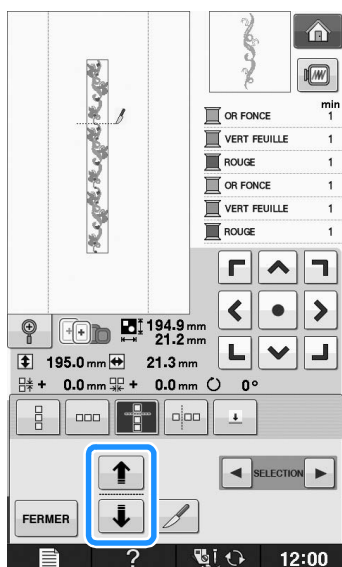 min
OR FONCE 1
VERT FEUILLE 1
ROUGE 1
OR FONCE 1
VERT FEUILLE 1
ROUGE 1
194.9 mm
21.2 mm
195.0 mm 21.3 mm
+ 0.0 mm + 0.0 mm 0°
SELECTION
FERMER
? 12:00